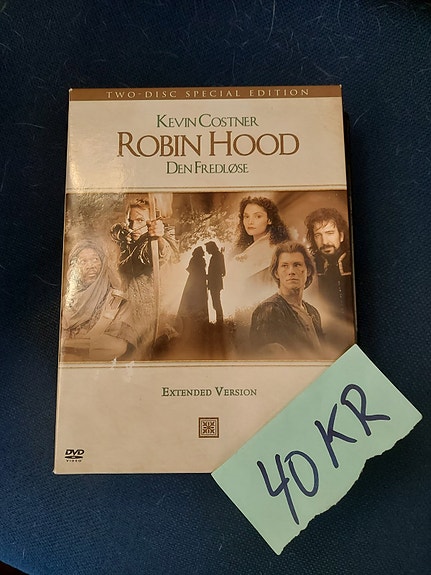 TWO-DISC SPECIAL EDITION
KEVIN COSTNER
ROBIN HOOD
DEN FREDLØSE
EXTENDED VERSION
DVD
VIDEO
40 KR